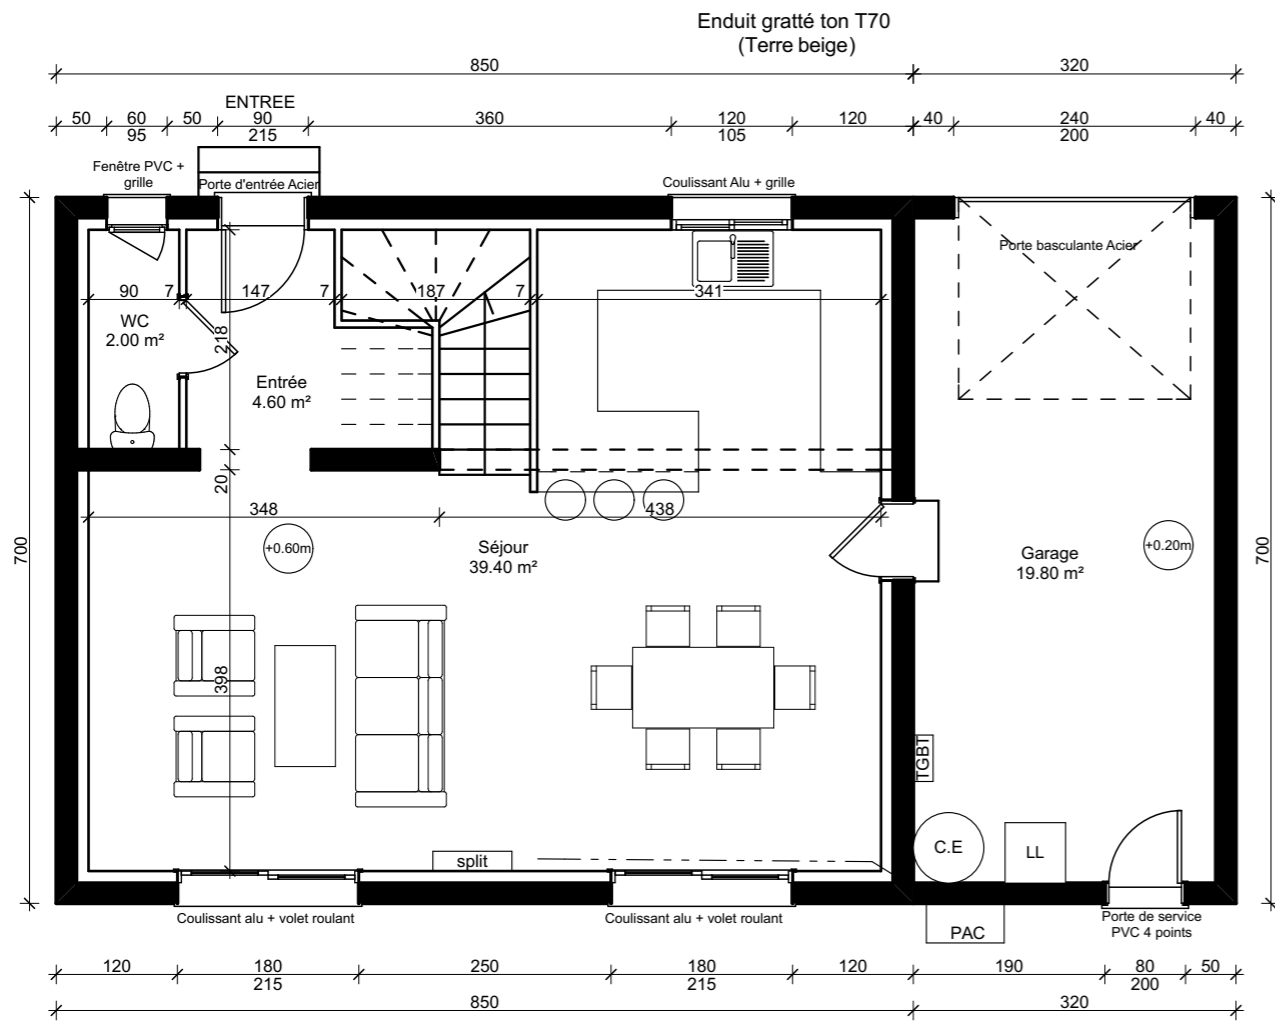 Enduit gratté ton T70
(Terre beige)
850
320
ENTREE
50
60
95
50
90
215
360
120
105
120
40
240
200
40
Fenêtre PVC +
grille
Porte d'entrée Acier
Coulissant Alu + grille
Porte basculante Acier
90
7
147
7
187
7
341
WC
2.00 m²
218
Entrée
4.60 m²
20
348
438
700
+0.60m
Séjour
39.40 m²
Garage
19.80 m²
+0.20m
700
398
TGBT
split
C.E
LL
Coulissant alu + volet roulant
Coulissant alu + volet roulant
PAC
Porte de service
PVC 4 points
120
180
215
250
180
215
120
190
80
200
50
850
320